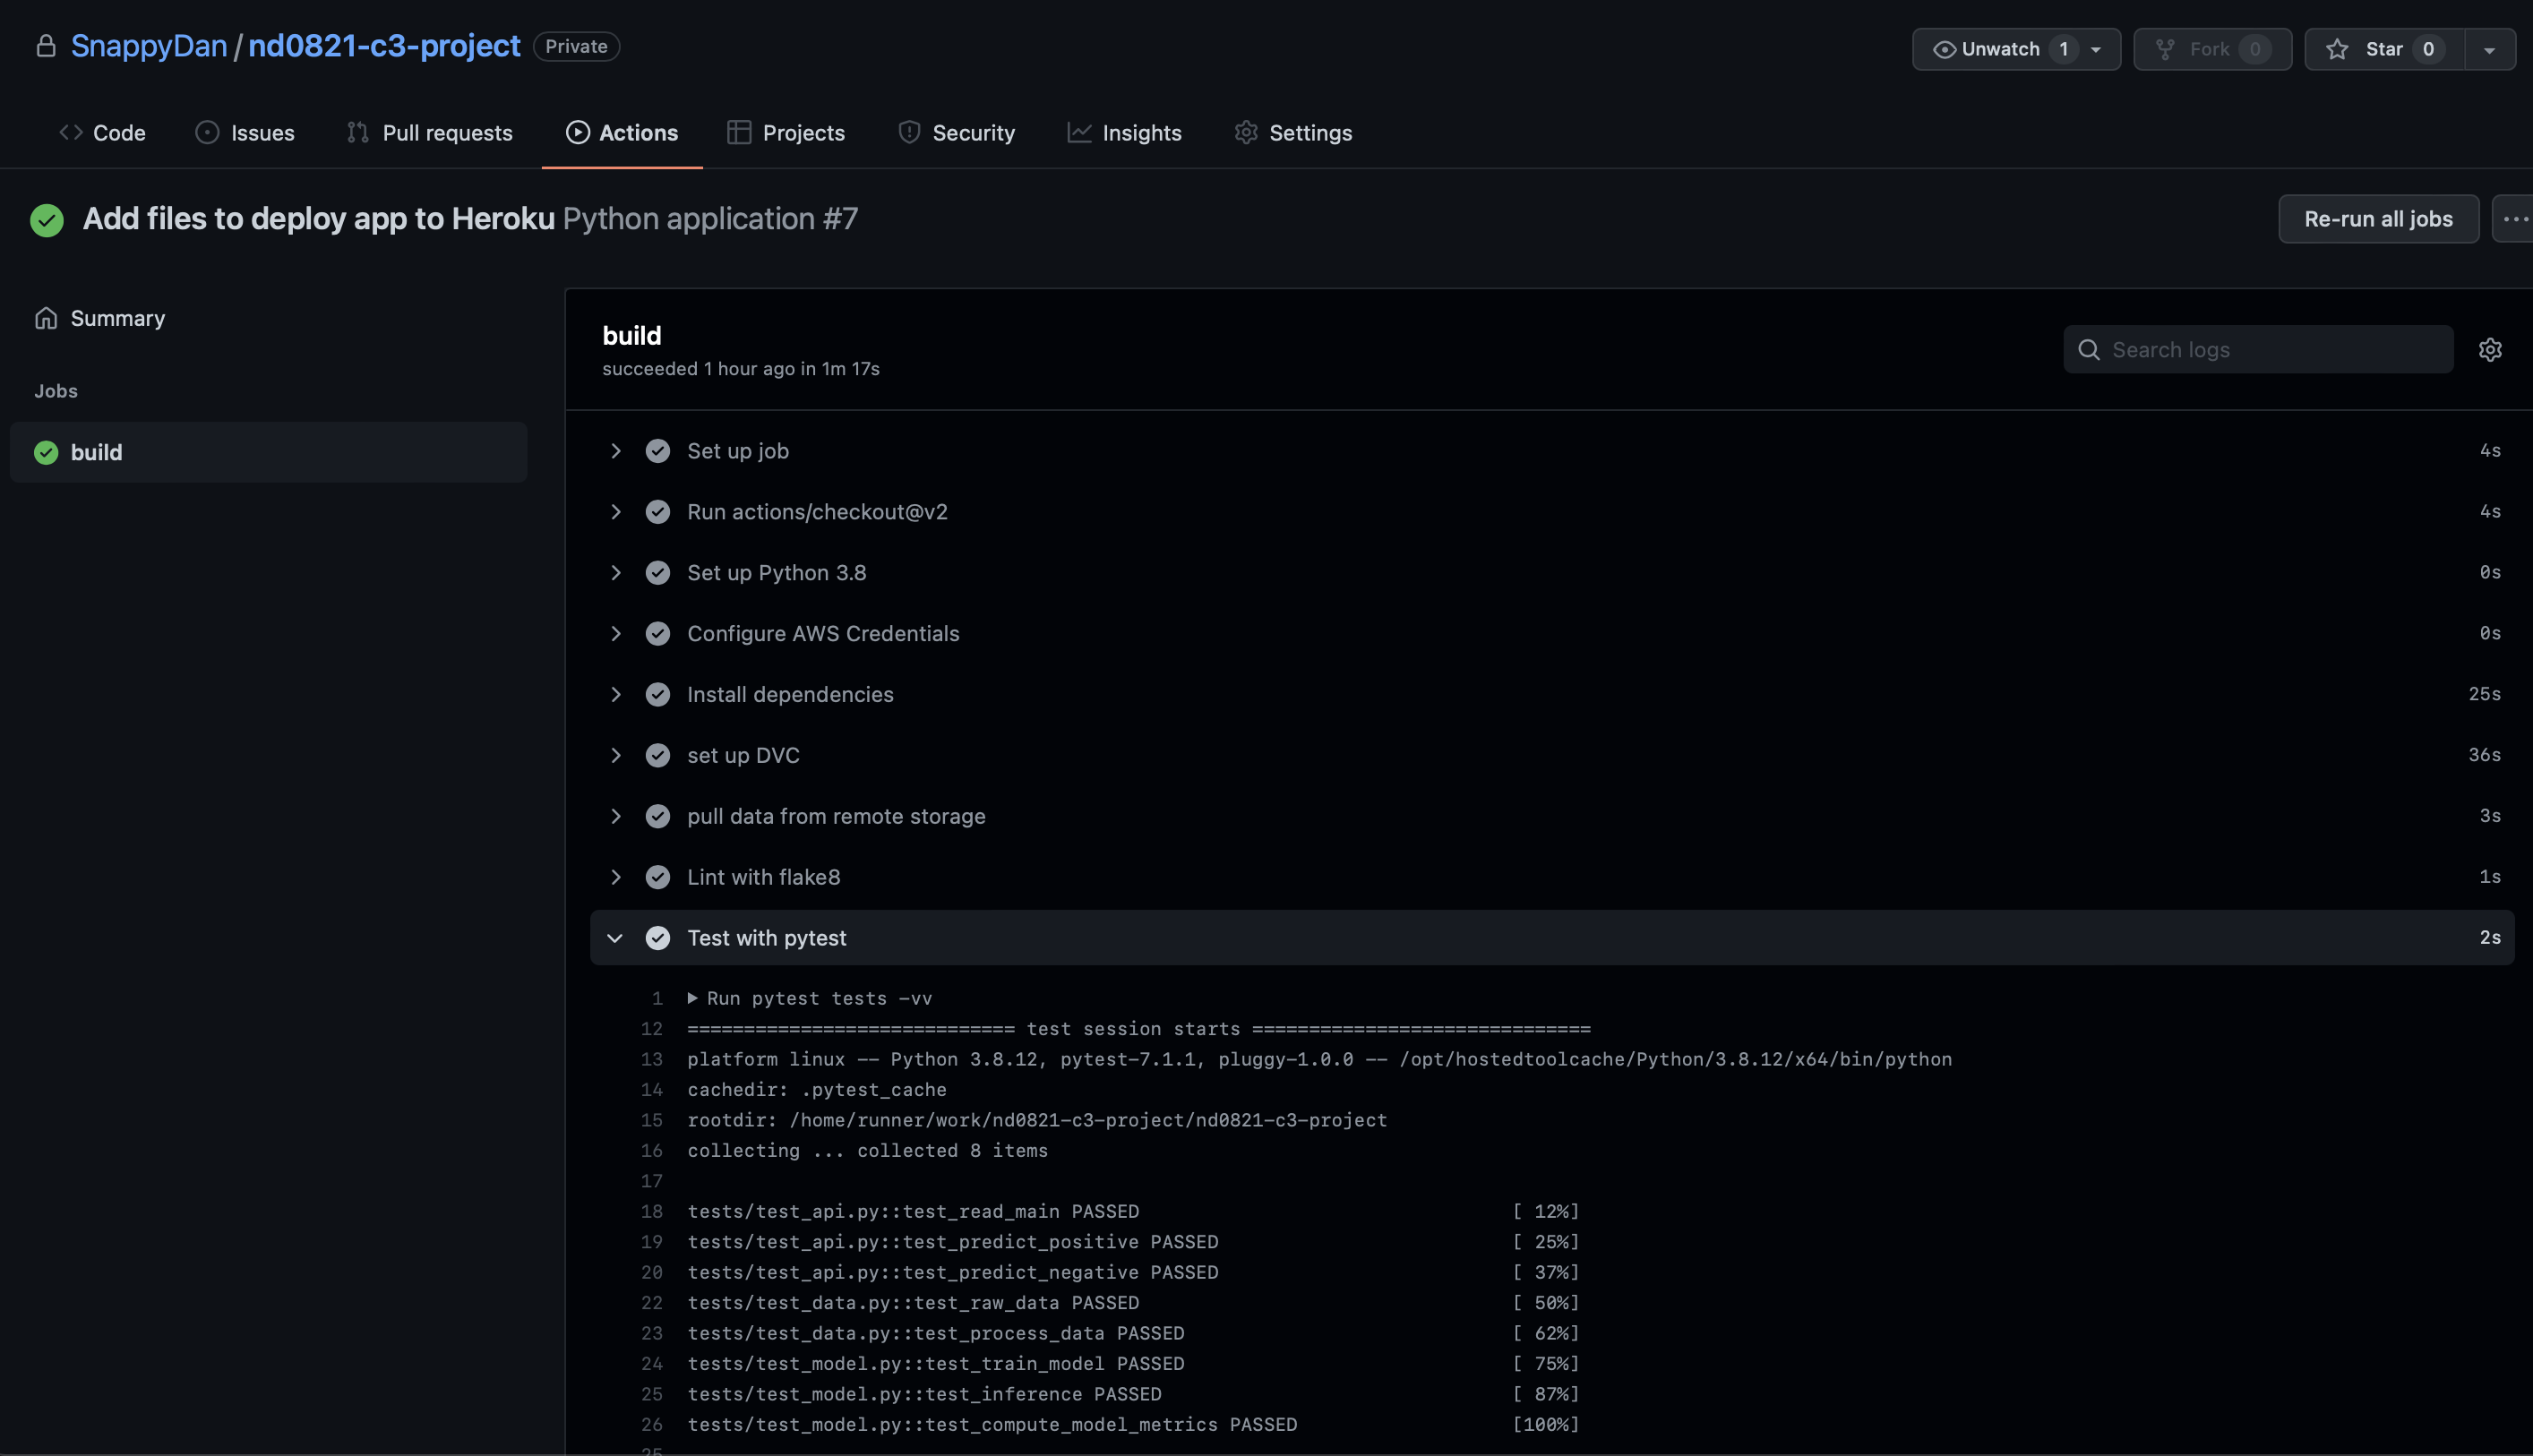 SnappyDan / nd0821-c3-project Private
Unwatch 1 Fork 0 Star 0
Code Issues Pull requests Actions Projects Security Insights Settings
Add files to deploy app to Heroku Python application #7
Re-run all jobs
Summary
Jobs
build
build
succeeded 1 hour ago in 1m 17s
Search logs
Set up job 4s
Run actions/checkout@v2 4s
Set up Python 3.8 0s
Configure AWS Credentials 0s
Install dependencies 25s
set up DVC 36s
pull data from remote storage 3s
Lint with flake8 1s
Test with pytest 2s
1 Run pytest tests -vv
12 ============================= test session starts ==============================
13 platform linux -- Python 3.8.12, pytest-7.1.1, pluggy-1.0.0 -- /opt/hostedtoolcache/Python/3.8.12/x64/bin/python
14 cachedir: .pytest_cache
15 rootdir: /home/runner/work/nd0821-c3-project/nd0821-c3-project
16 collecting ... collected 8 items
17
18 tests/test_api.py::test_read_main PASSED [ 12%]
19 tests/test_api.py::test_predict_positive PASSED [ 25%]
20 tests/test_api.py::test_predict_negative PASSED [ 37%]
22 tests/test_data.py::test_raw_data PASSED [ 50%]
23 tests/test_data.py::test_process_data PASSED [ 62%]
24 tests/test_model.py::test_train_model PASSED [ 75%]
25 tests/test_model.py::test_inference PASSED [ 87%]
26 tests/test_model.py::test_compute_model_metrics PASSED [100%]